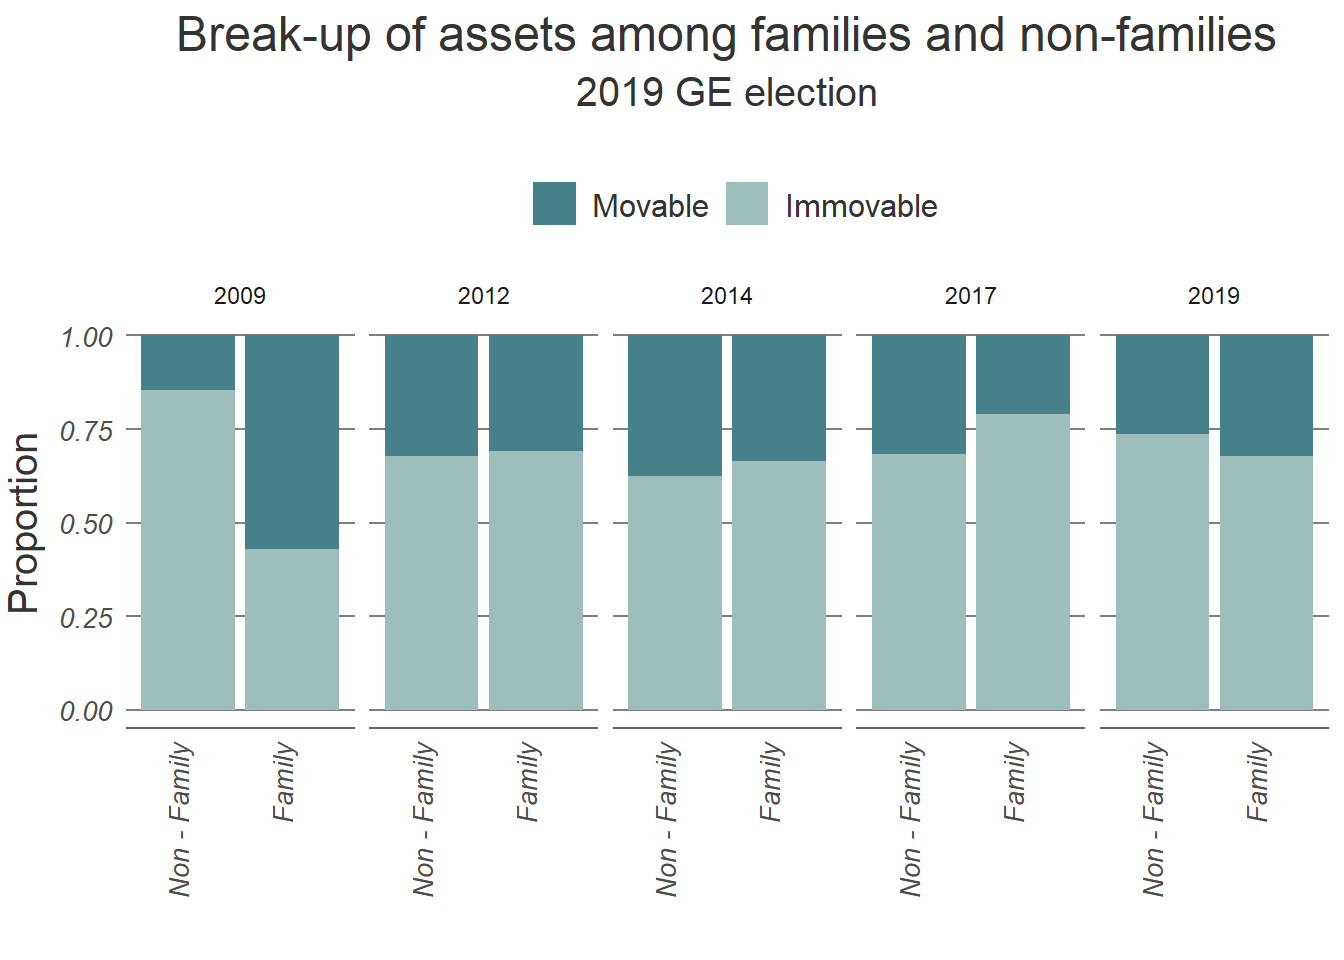 Break-up of assets among families and non-families
2019 GE election
Movable Immovable
2009 2012 2014 2017 2019
1.00
0.75
0.50
0.25
0.00
Proportion
Non - Family Family Non - Family Family Non - Family Family Non - Family Family Non - Family Family